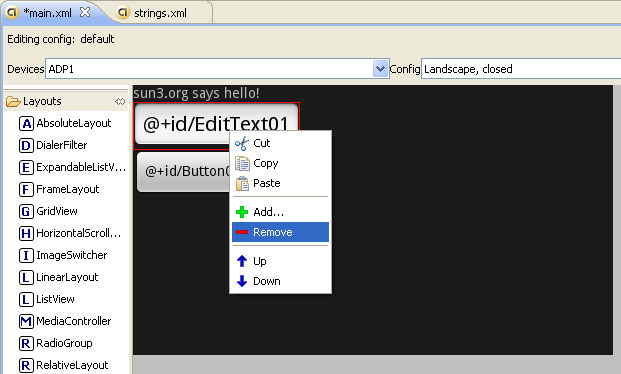 *main.xml strings.xml
Editing config: default
Devices ADP1 Config Landscape, closed
Layouts
AbsoluteLayout
DialerFilter
ExpandableListV...
FrameLayout
GridView
HorizontalScroll...
ImageSwitcher
LinearLayout
ListView
MediaController
RadioGroup
RelativeLayout
sun3.org says hello!
@+id/EditText01
@+id/Button0
Cut
Copy
Paste
Add...
Remove
Up
Down